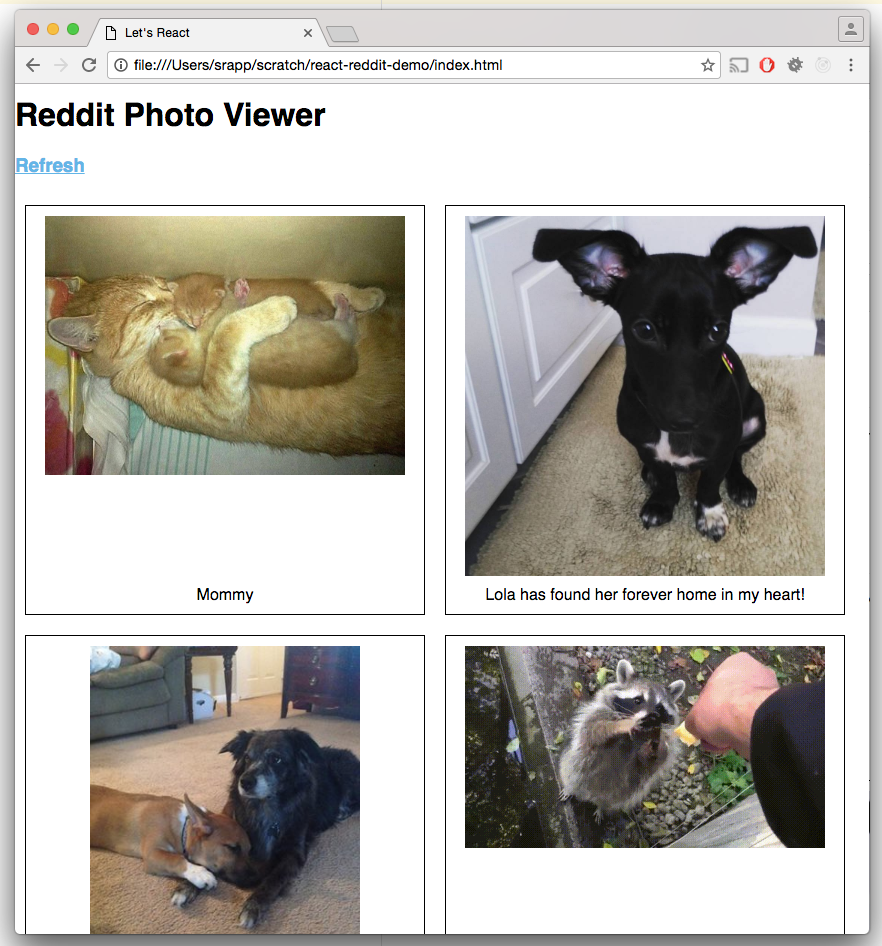 Let's React
file:///Users/srapp/scratch/react-reddit-demo/index.html
Reddit Photo Viewer
Refresh
Mommy
Lola has found her forever home in my heart!